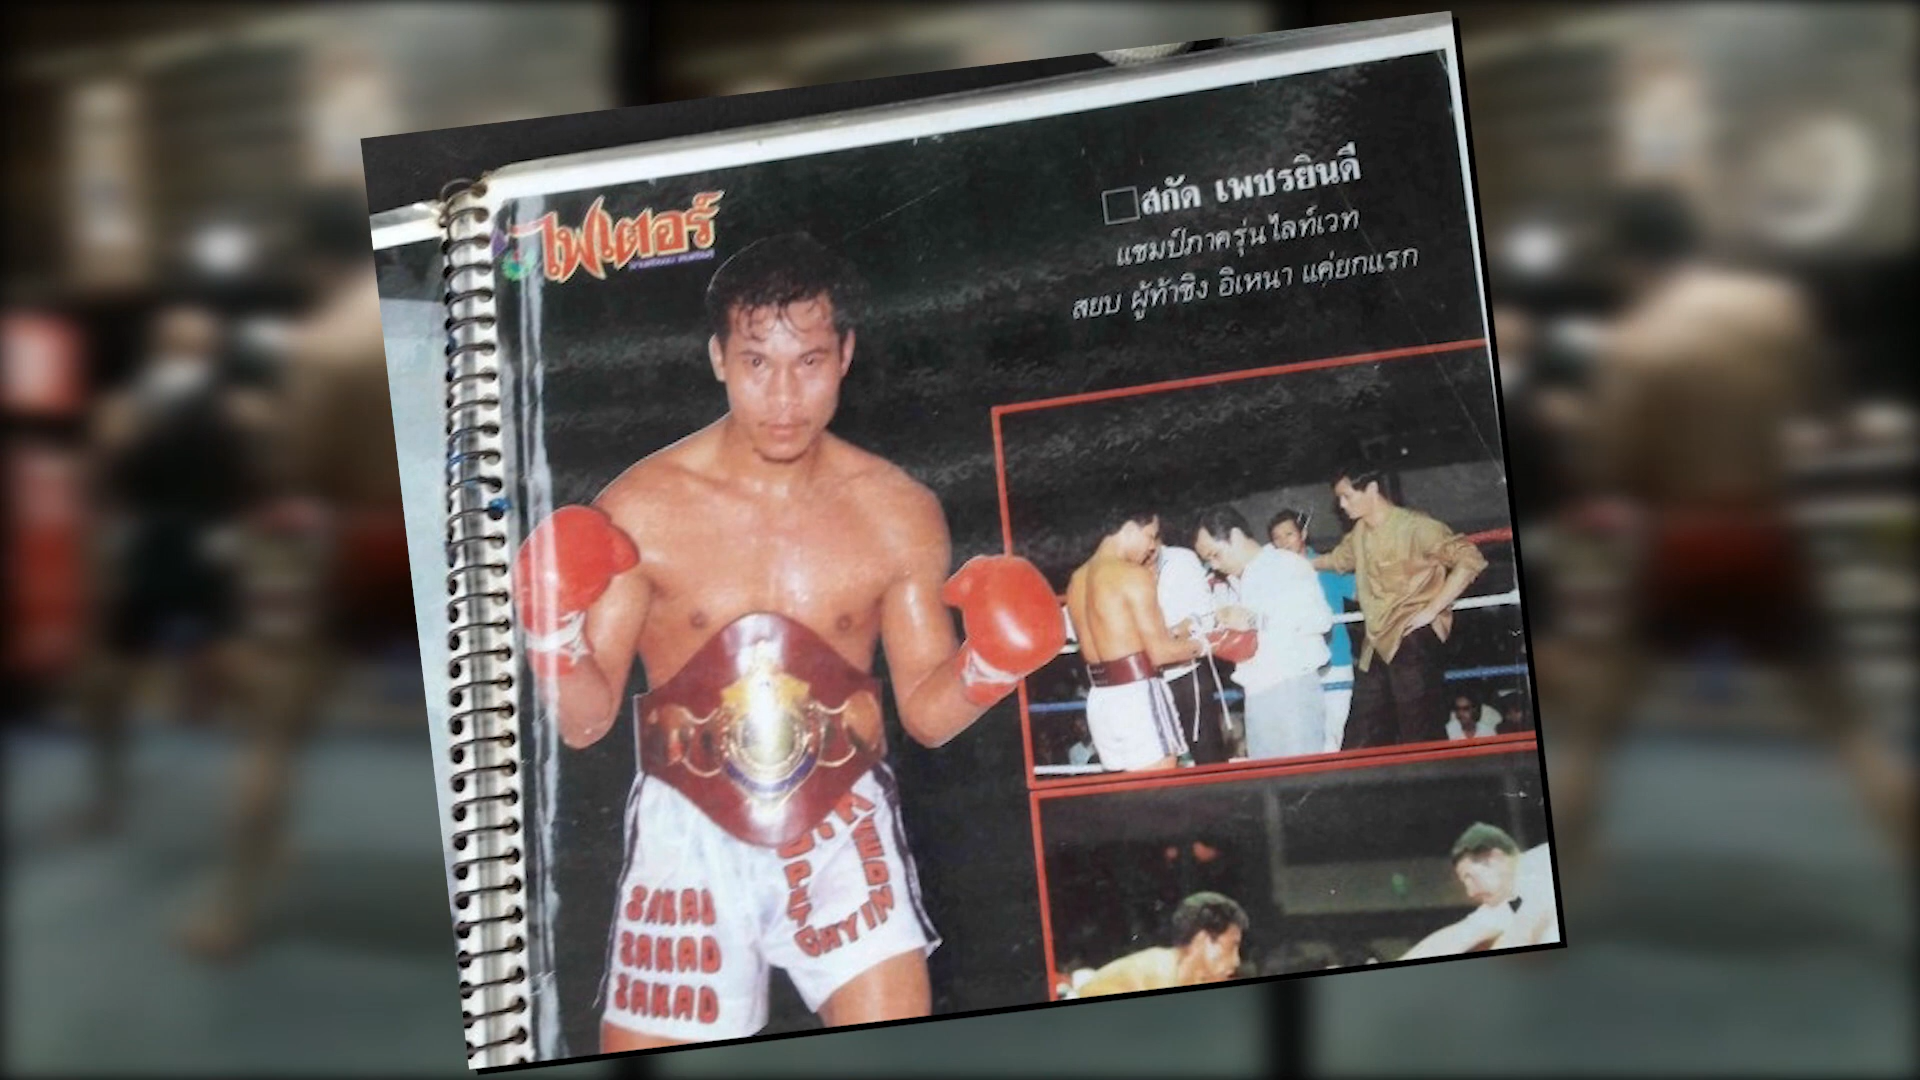 ไฟเตอร์
สกัด เพชรยินดี
แชมป์ภาครุ่นไลท์เวท
สยบ ผู้ท้าชิง อิเหนา แค่ยกแรก
SAKAD
SAKAD
SAKAD